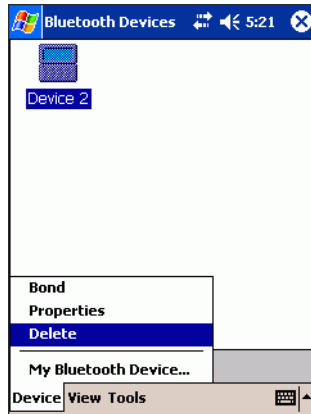 Bluetooth Devices 5:21
Device 2
Bond
Properties
Delete
My Bluetooth Device...
Device View Tools